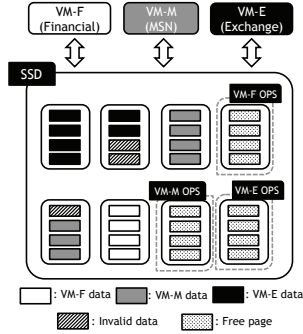 VM-F
(Financial)
VM-M
(MSN)
VM-E
(Exchange)
SSD
VM-F OPS
VM-M OPS
VM-E OPS
: VM-F data
: VM-M data
: VM-E data
: Invalid data
: Free page